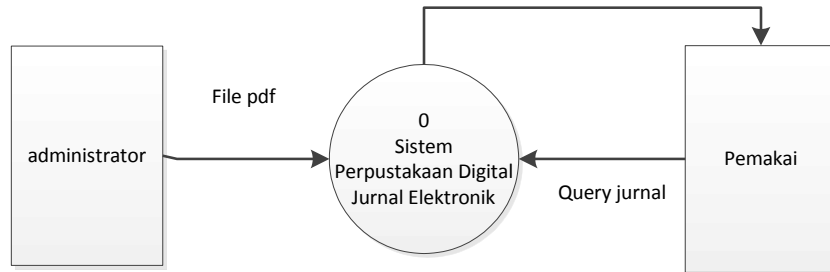 administrator
File pdf
0
Sistem
Perpustakaan Digital
Jurnal Elektronik
Query jurnal
Pemakai